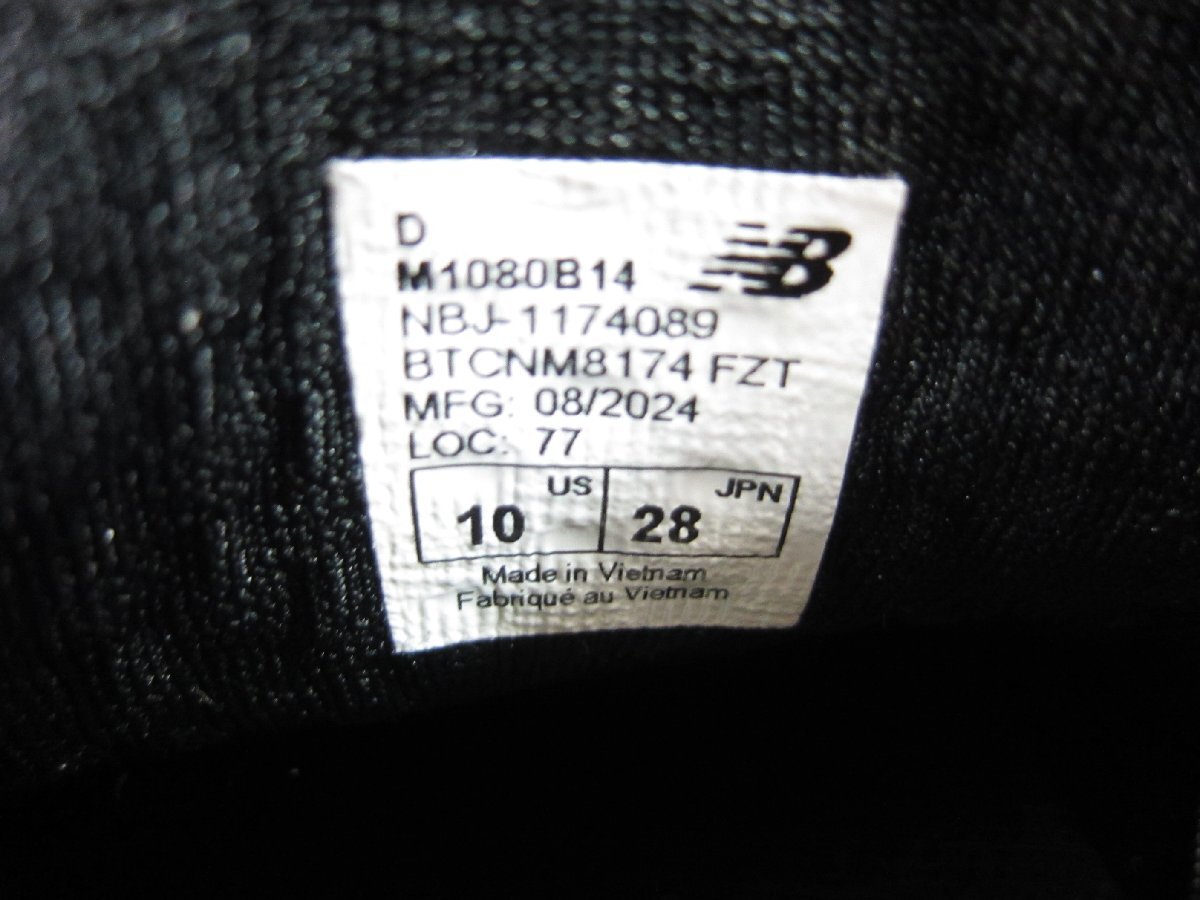 D
M1080B14
NB
NBJ-1174089
BTCNM8174 FZT
MFG: 08/2024
LOC: 77
US JPN
10 28
Made in Vietnam
Fabriqué au Vietnam